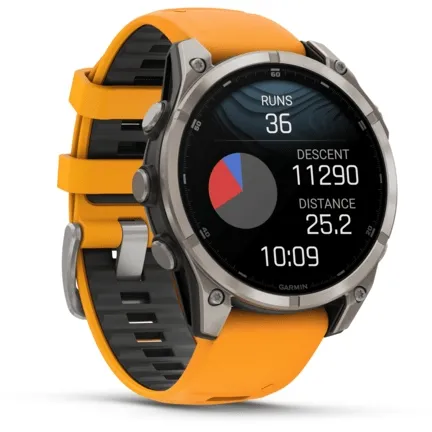 60
RUNS
36
DESCENT
11290
DISTANCE
25.2
10:09
GARMIN